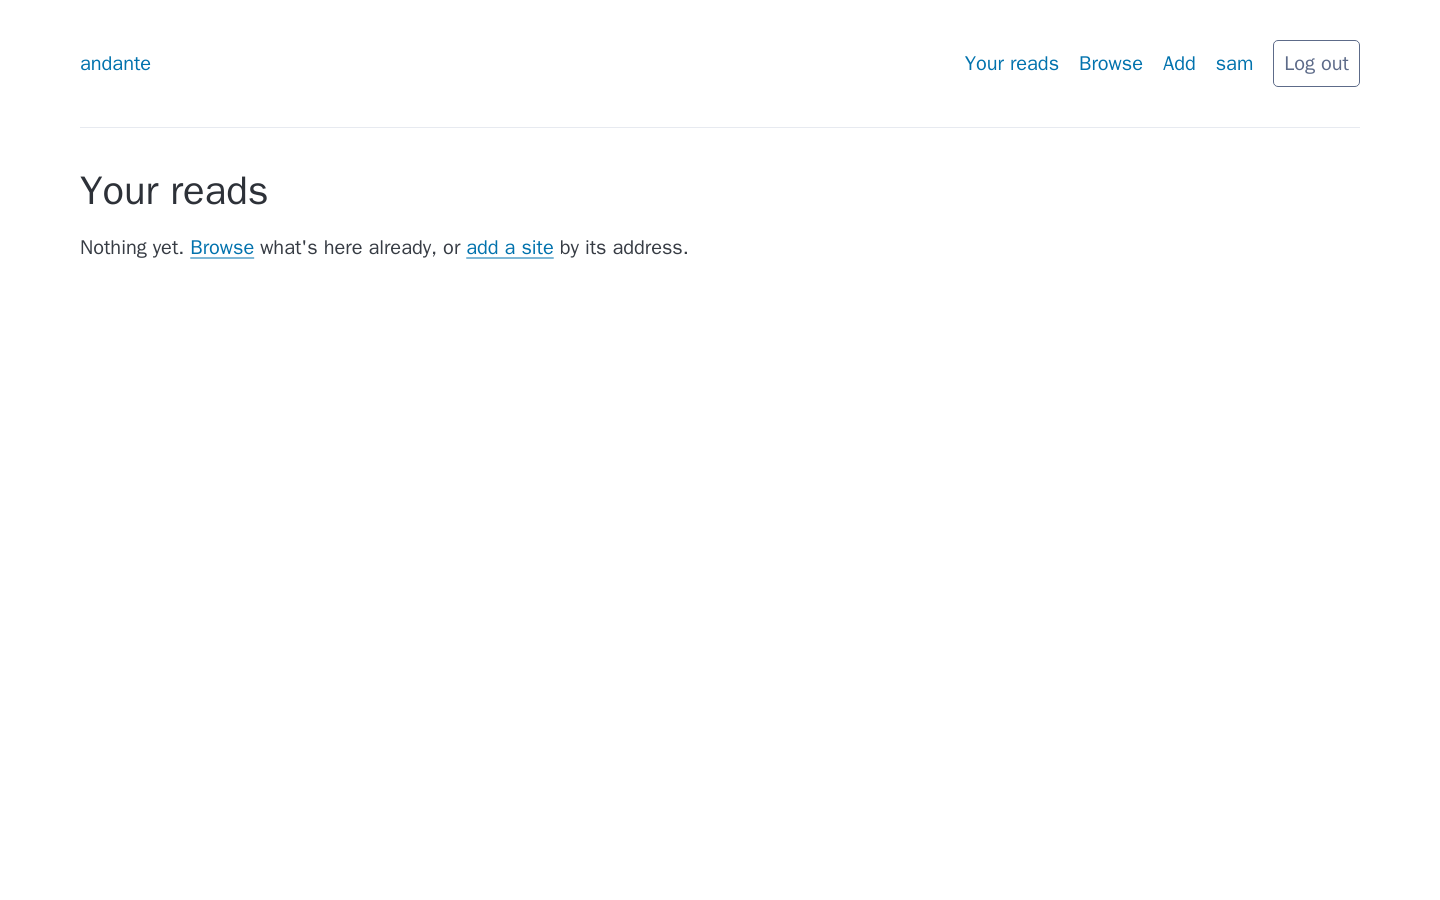 andante
Your reads Browse Add sam Log out
Your reads
Nothing yet. Browse what's here already, or add a site by its address.